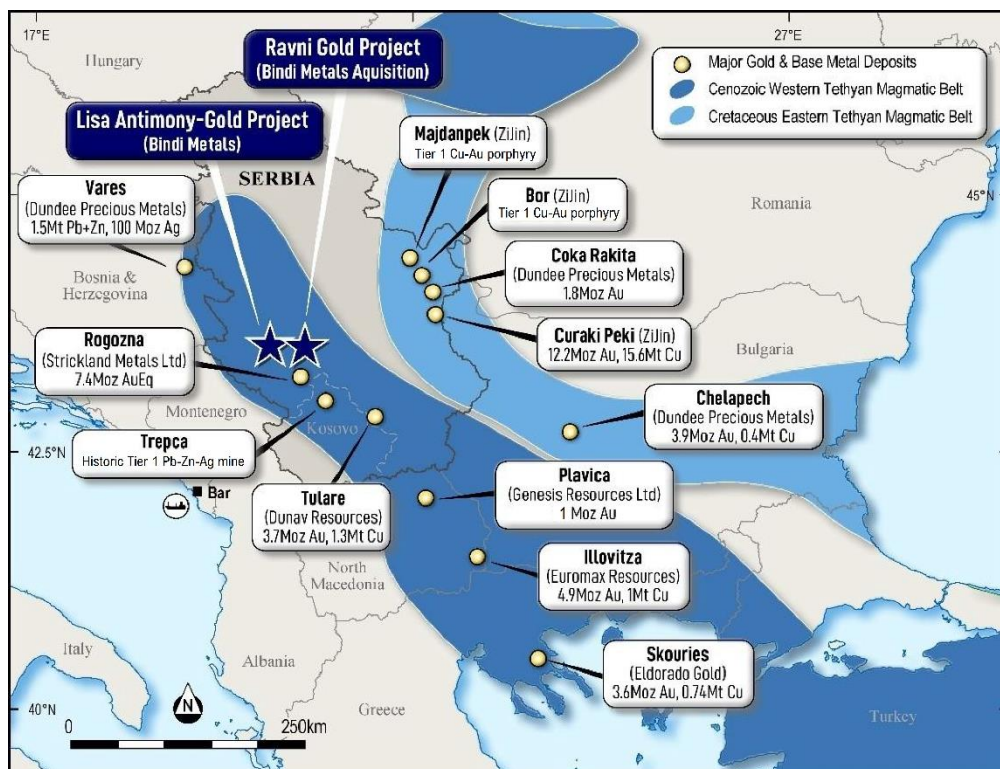 17°E
27°E
Hungary
Ravni Gold Project
(Bindi Metals Aquisition)
Major Gold & Base Metal Deposits
Cenozoic Western Tethyan Magmatic Belt
Cretaceous Eastern Tethyan Magmatic Belt
Lisa Antimony-Gold Project
(Bindi Metals)
Majdanpek (ZiJin)
Tier 1 Cu-Au porphyry
SERBIA
Vares
(Dundee Precious Metals)
1.5Mt Pb+Zn, 100 Moz Ag
Bor (ZiJin)
Tier 1 Cu-Au porphyry
Romania
45°N
Bosnia &
Herzegovina
Coka Rakita
(Dundee Precious Metals)
1.8Moz Au
Curaki Peki (ZiJin)
12.2Moz Au, 15.6Mt Cu
Rogozna
(Strickland Metals Ltd)
7.4Moz AuEq
Bulgaria
Chelapech
(Dundee Precious Metals)
3.9Moz Au, 0.4Mt Cu
Montenegro
Kosovo
42.5°N
Trepca
Historic Tier 1 Pb-Zn-Ag mine
Bar
Plavica
(Genesis Resources Ltd)
1 Moz Au
Tulare
(Dunav Resources)
3.7Moz Au, 1.3Mt Cu
Illovitza
(Euromax Resources)
4.9Moz Au, 1Mt Cu
North
Macedonia
Italy
Albania
Skouries
(Eldorado Gold)
3.6Moz Au, 0.74Mt Cu
N
40°N
0
250km
Greece
Turkey